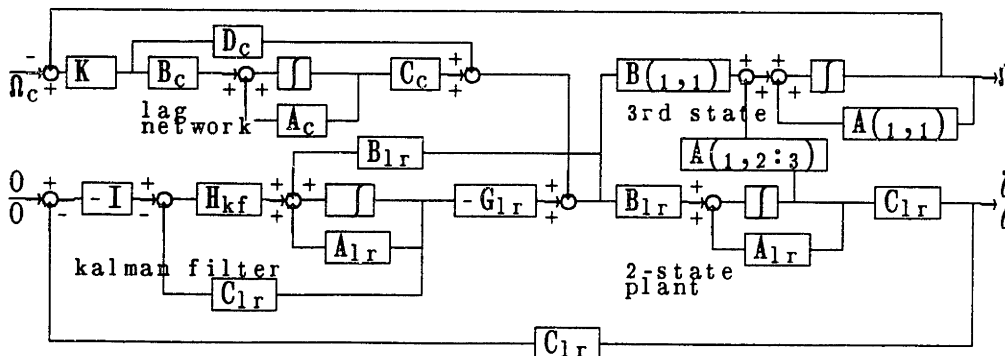 D_c
Ω_c K B_c ∫ C_c B(1,1) ∫
lag network A_c 3rd state A(1,1)
B_lr A(1,2:3)
0
0 -I H_kf ∫ -G_lr B_lr ∫ C_lr
A_lr A_lr
kalman filter C_lr 2-state plant
C_lr